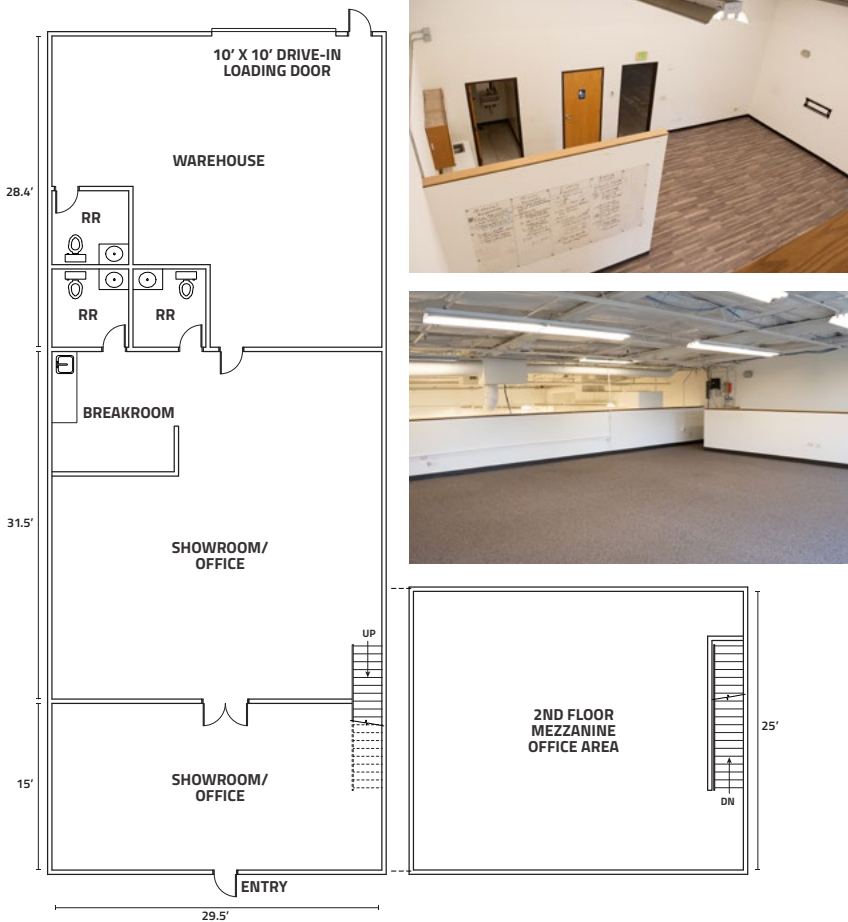 10' X 10' DRIVE-IN
LOADING DOOR
WAREHOUSE
28.4'
RR
RR
RR
BREAKROOM
31.5'
SHOWROOM/
OFFICE
UP
15'
SHOWROOM/
OFFICE
ENTRY
29.5'
2ND FLOOR
MEZZANINE
OFFICE AREA
25'
DN